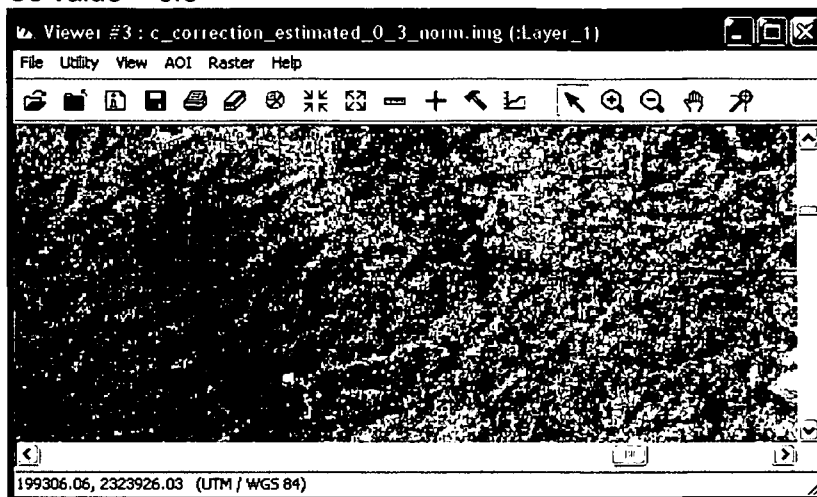 Viewer #3 : c_correction_estimated_0_3_norm.img (:Layer_1)
File Utility View AOI Raster Help
199306.06, 2323926.03 (UTM / WGS 84)